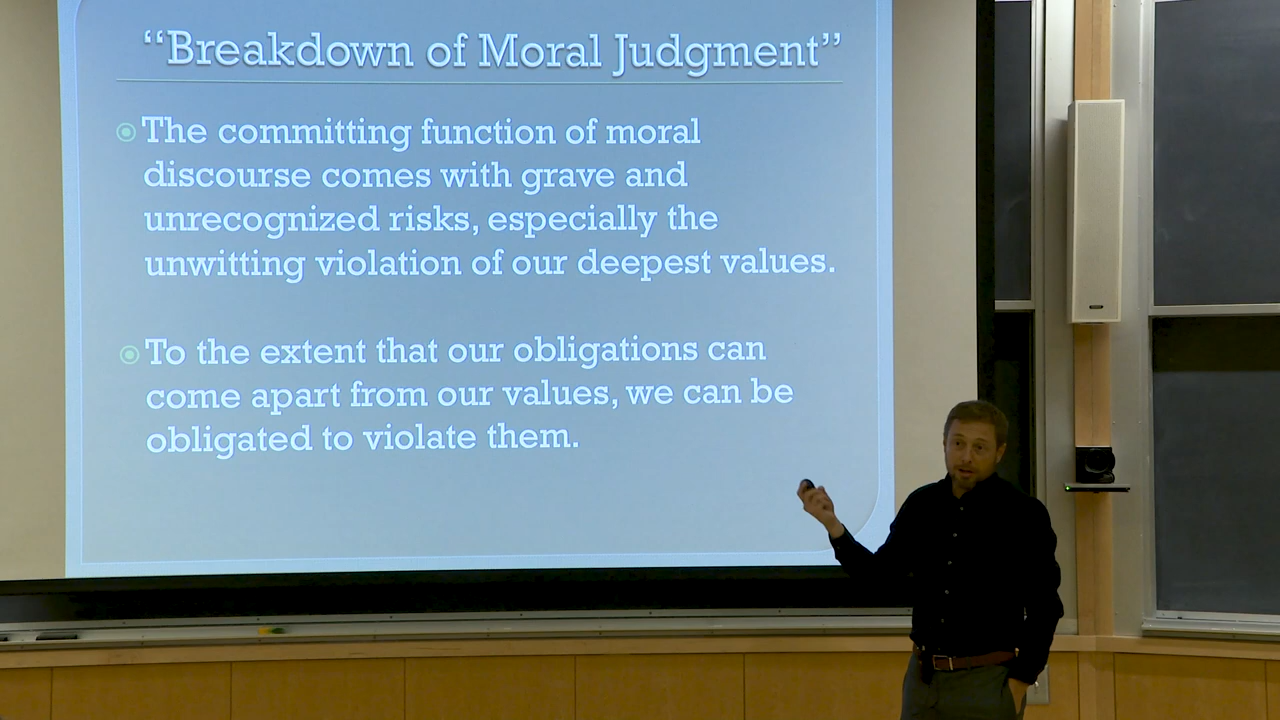 “Breakdown of Moral Judgment”
The committing function of moral
discourse comes with grave and
unrecognized risks, especially the
unwitting violation of our deepest values.
To the extent that our obligations can
come apart from our values, we can be
obligated to violate them.